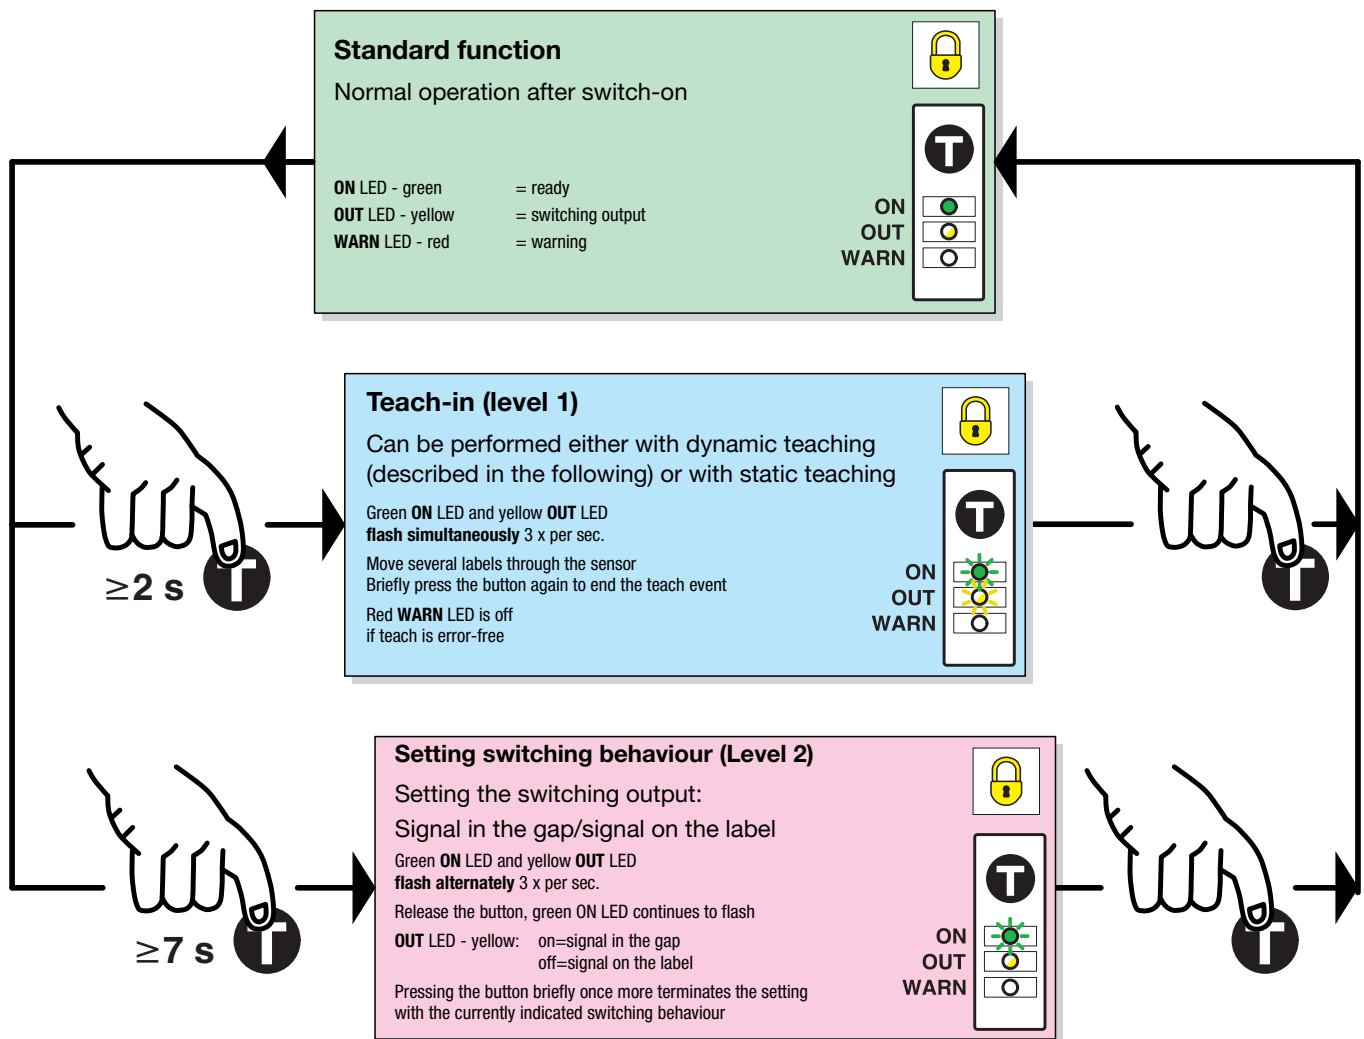 Standard function
Normal operation after switch-on
ON LED - green = ready
OUT LED - yellow = switching output
WARN LED - red = warning
T
ON
OUT
WARN
Teach-in (level 1)
Can be performed either with dynamic teaching
(described in the following) or with static teaching
Green ON LED and yellow OUT LED
flash simultaneously 3 x per sec.
Move several labels through the sensor
Briefly press the button again to end the teach event
Red WARN LED is off
if teach is error-free
T
ON
OUT
WARN
≥2 s T
T
Setting switching behaviour (Level 2)
Setting the switching output:
Signal in the gap/signal on the label
Green ON LED and yellow OUT LED
flash alternately 3 x per sec.
Release the button, green ON LED continues to flash
OUT LED - yellow: on=signal in the gap
off=signal on the label
Pressing the button briefly once more terminates the setting
with the currently indicated switching behaviour
T
ON
OUT
WARN
≥7 s T
T